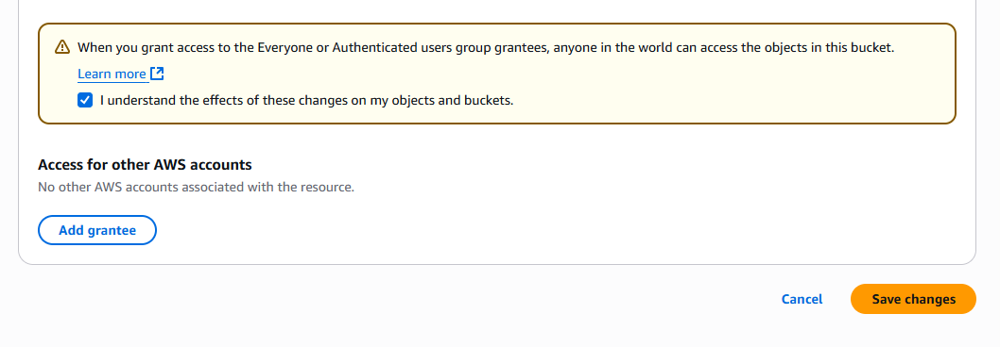 When you grant access to the Everyone or Authenticated users group grantees, anyone in the world can access the objects in this bucket.
Learn more
I understand the effects of these changes on my objects and buckets.
Access for other AWS accounts
No other AWS accounts associated with the resource.
Add grantee
Cancel
Save changes